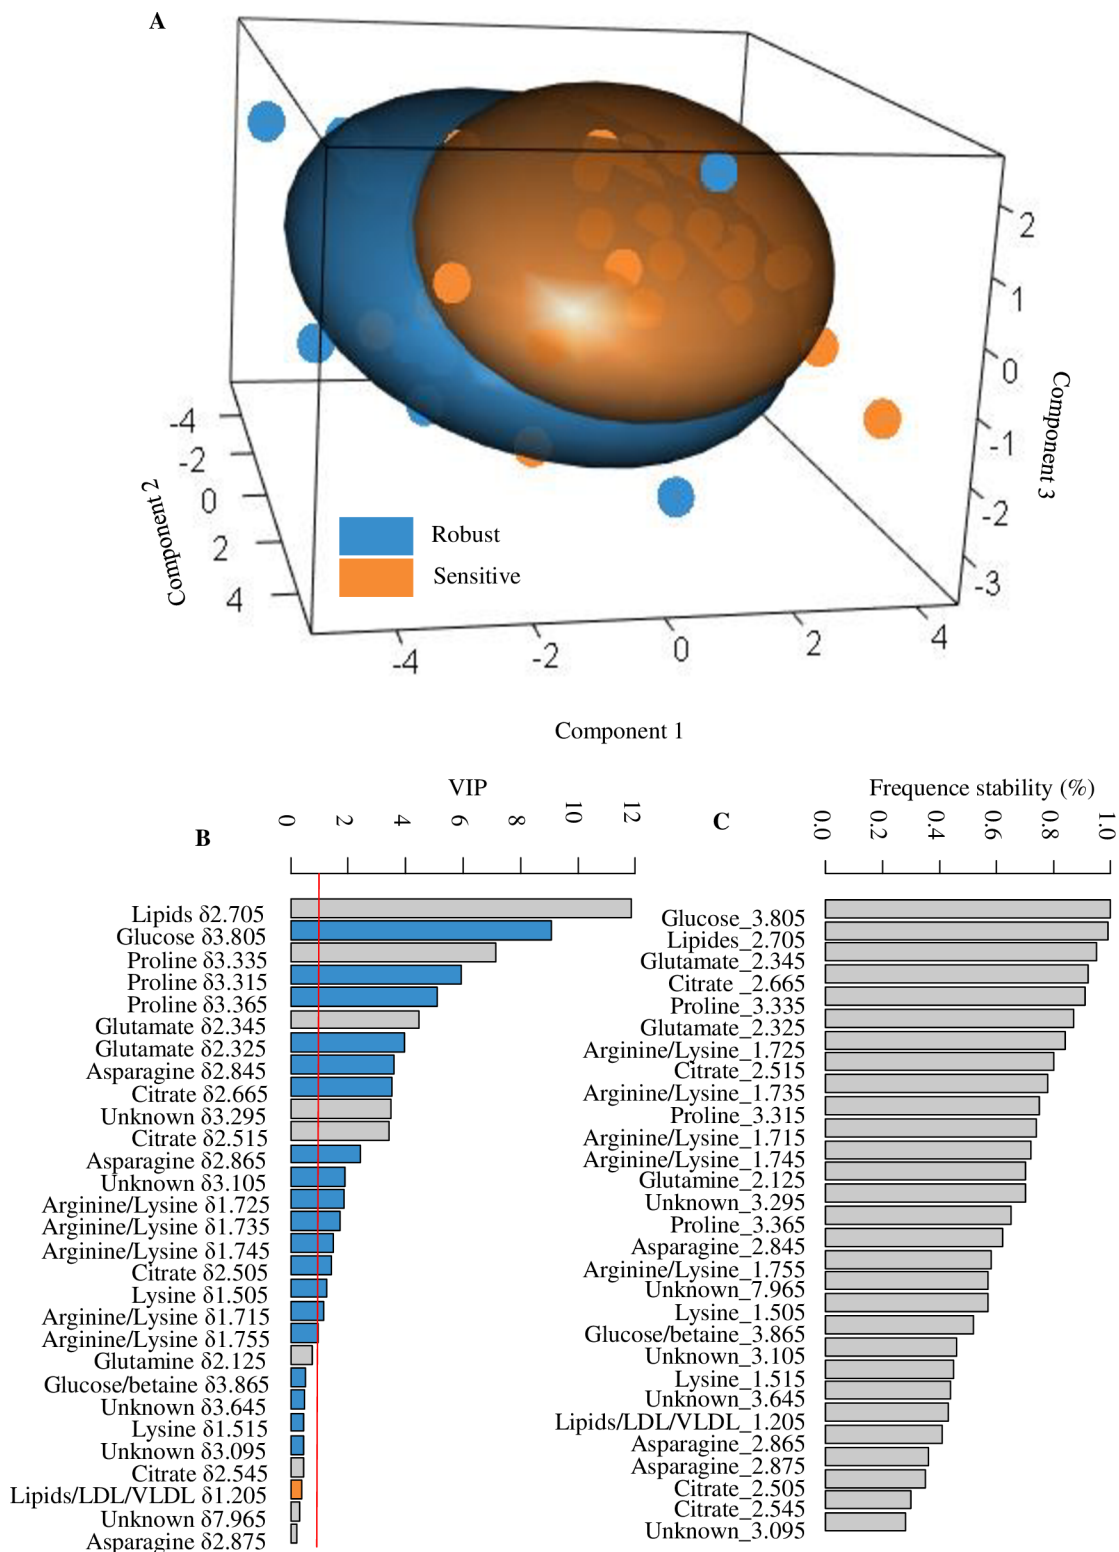 A
2
1
0
-1
-2
-3
Component 3
-4
-2
0
2
4
Component 2
Robust
Sensitive
-4
-2
0
2
4
Component 1
VIP
0
2
4
6
8
10
12
B
Lipids δ2.705
Glucose δ3.805
Proline δ3.335
Proline δ3.315
Proline δ3.365
Glutamate δ2.345
Glutamate δ2.325
Asparagine δ2.845
Citrate δ2.665
Unknown δ3.295
Citrate δ2.515
Asparagine δ2.865
Unknown δ3.105
Arginine/Lysine δ1.725
Arginine/Lysine δ1.735
Arginine/Lysine δ1.745
Citrate δ2.505
Lysine δ1.505
Arginine/Lysine δ1.715
Arginine/Lysine δ1.755
Glutamine δ2.125
Glucose/betaine δ3.865
Unknown δ3.645
Lysine δ1.515
Unknown δ3.095
Citrate δ2.545
Lipids/LDL/VLDL δ1.205
Unknown δ7.965
Asparagine δ2.875
Frequence stability (%)
C
0.0
0.2
0.4
0.6
0.8
1.0
Glucose_3.805
Lipides_2.705
Glutamate_2.345
Citrate _2.665
Proline_3.335
Glutamate_2.325
Arginine/Lysine_1.725
Citrate_2.515
Arginine/Lysine_1.735
Proline_3.315
Arginine/Lysine_1.715
Arginine/Lysine_1.745
Glutamine_2.125
Unknown_3.295
Proline_3.365
Asparagine_2.845
Arginine/Lysine_1.755
Unknown_7.965
Lysine_1.505
Glucose/betaine_3.865
Unknown_3.105
Lysine_1.515
Unknown_3.645
Lipids/LDL/VLDL_1.205
Asparagine_2.865
Asparagine_2.875
Citrate_2.505
Citrate_2.545
Unknown_3.095